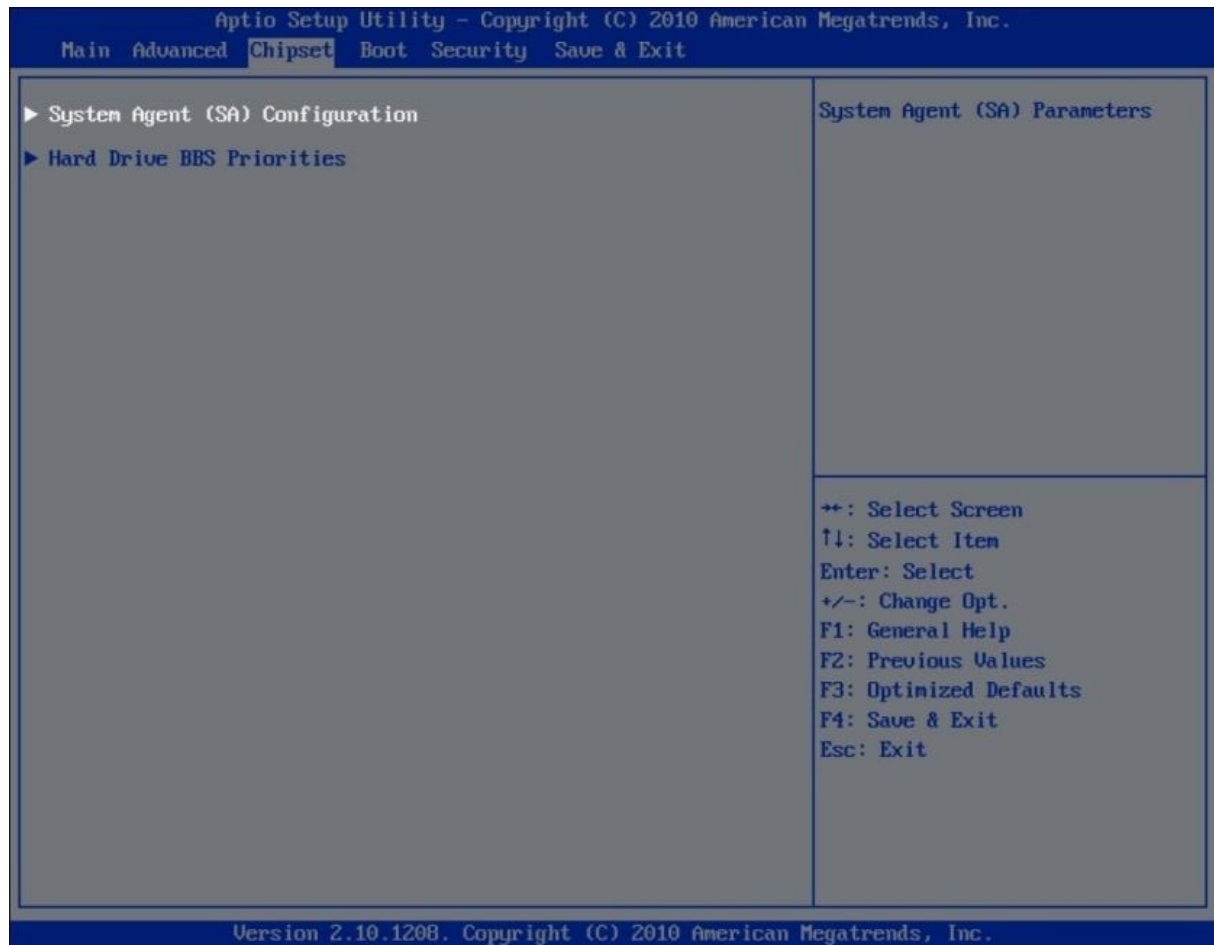 Aptio Setup Utility – Copyright (C) 2010 American Megatrends, Inc.
Main Advanced Chipset Boot Security Save & Exit
► System Agent (SA) Configuration
► Hard Drive BBS Priorities
System Agent (SA) Parameters
→←: Select Screen
↑↓: Select Item
Enter: Select
+/-: Change Opt.
F1: General Help
F2: Previous Values
F3: Optimized Defaults
F4: Save & Exit
Esc: Exit
Version 2.10.1208. Copyright (C) 2010 American Megatrends, Inc.